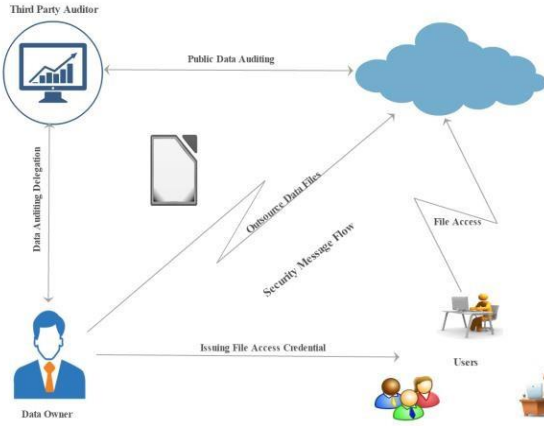 Third Party Auditor
Public Data Auditing
Data Auditing Delegation
Outsource Data Files
Security Message Flow
File Access
Issuing File Access Credential
Users
Data Owner